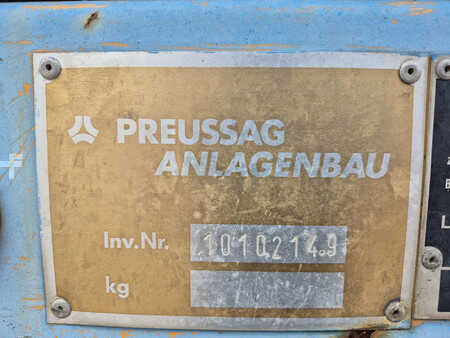 PREUSSAG
ANLAGENBAU
Inv.Nr. 10102149
kg